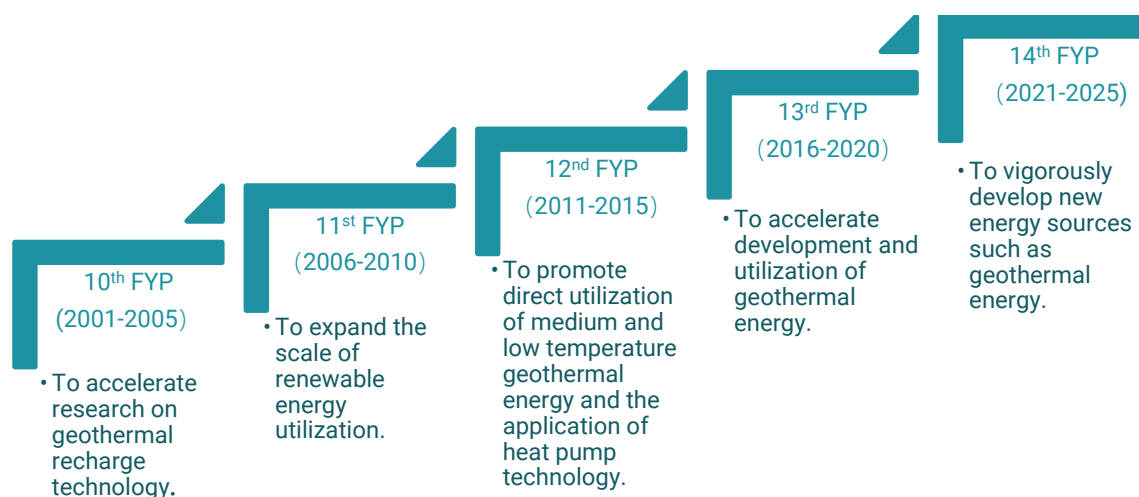 10th FYP
(2001-2005)
• To accelerate
research on
geothermal
recharge
technology.
11st FYP
(2006-2010)
• To expand the
scale of
renewable
energy
utilization.
12nd FYP
(2011-2015)
• To promote
direct utilization
of medium and
low temperature
geothermal
energy and the
application of
heat pump
technology.
13rd FYP
(2016-2020)
• To accelerate
development and
utilization of
geothermal
energy.
14th FYP
(2021-2025)
• To vigorously
develop new
energy sources
such as
geothermal
energy.